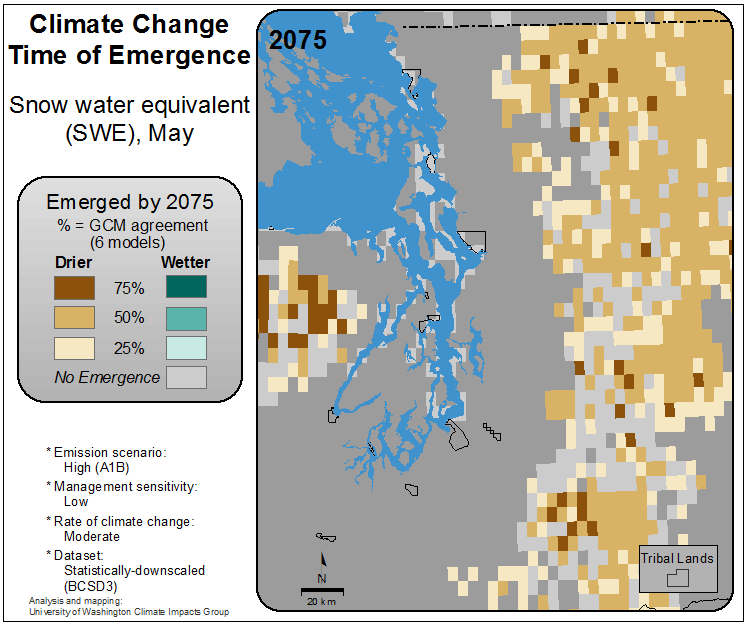 Climate Change
Time of Emergence
Snow water equivalent
(SWE), May
Emerged by 2075
% = GCM agreement
(6 models)
Drier Wetter
75%
50%
25%
No Emergence
* Emission scenario:
High (A1B)
* Management sensitivity:
Low
* Rate of climate change:
Moderate
* Dataset:
Statistically-downscaled
(BCSD3)
Analysis and mapping:
University of Washington Climate Impacts Group
2075
N
20 km
Tribal Lands